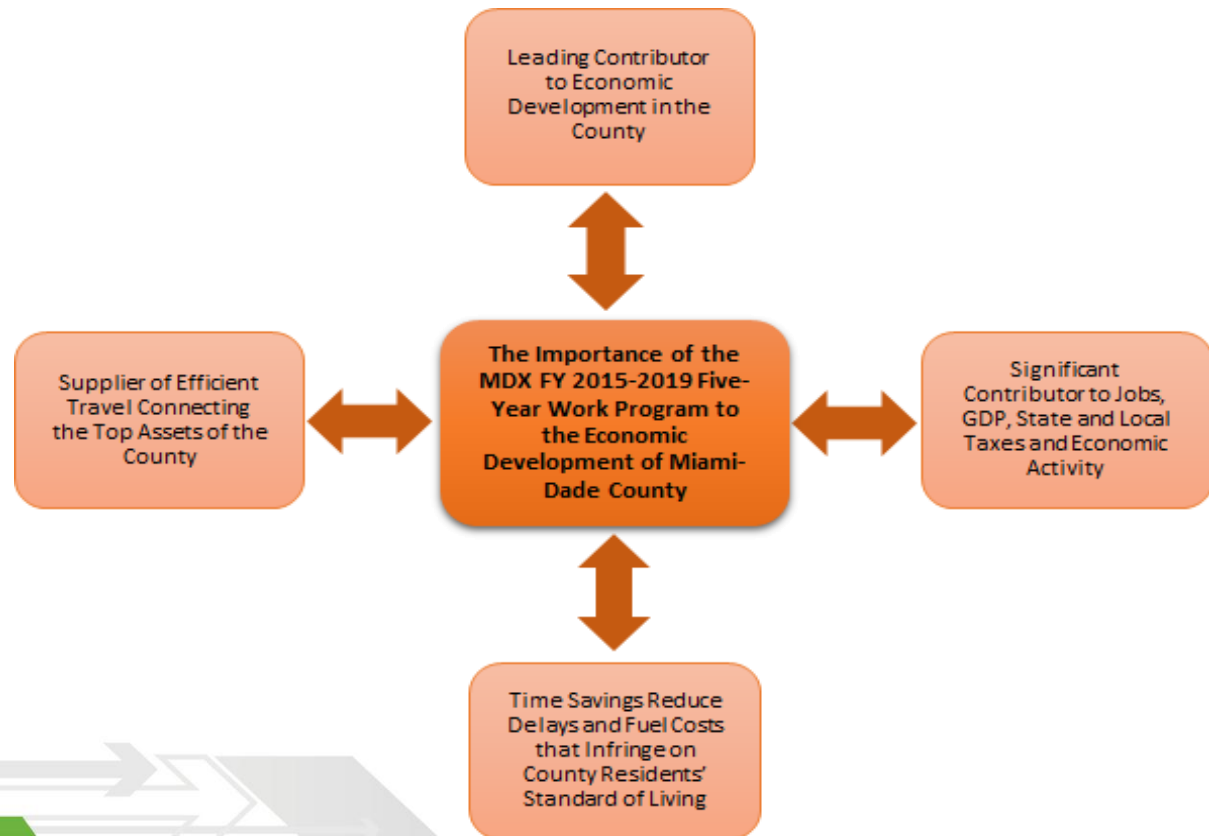 Leading Contributor
to Economic
Development in the
County
Supplier of Efficient
Travel Connecting
the Top Assets of the
County
The Importance of the
MDX FY 2015-2019 Five-
Year Work Program to
the Economic
Development of Miami-
Dade County
Significant
Contributor to Jobs,
GDP, State and Local
Taxes and Economic
Activity
Time Savings Reduce
Delays and Fuel Costs
that Infringe on
County Residents’
Standard of Living